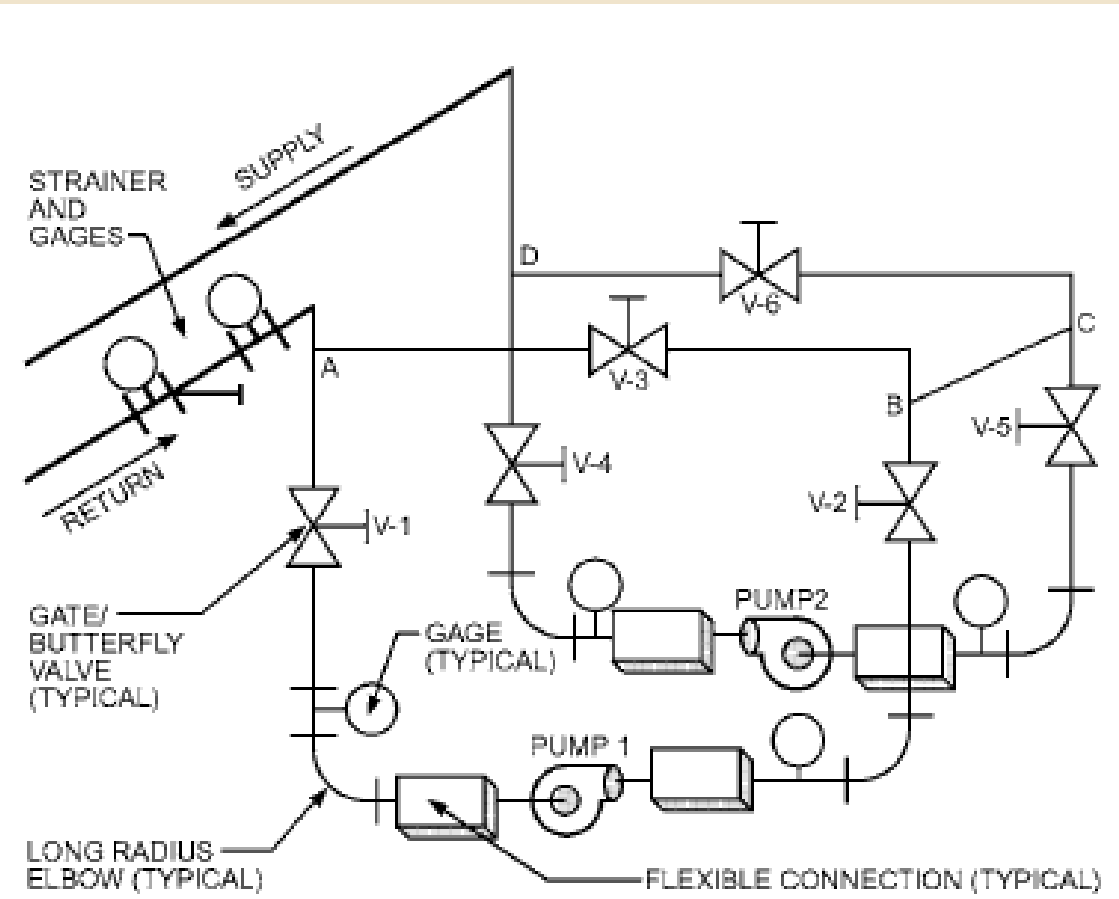 SUPPLY
STRAINER
AND
GAGES
D
V-6
C
A
V-3
B
V-5
V-4
RETURN
V-2
V-1
GATE/
BUTTERFLY
VALVE
(TYPICAL)
PUMP2
GAGE
(TYPICAL)
PUMP 1
LONG RADIUS
ELBOW (TYPICAL)
FLEXIBLE CONNECTION (TYPICAL)